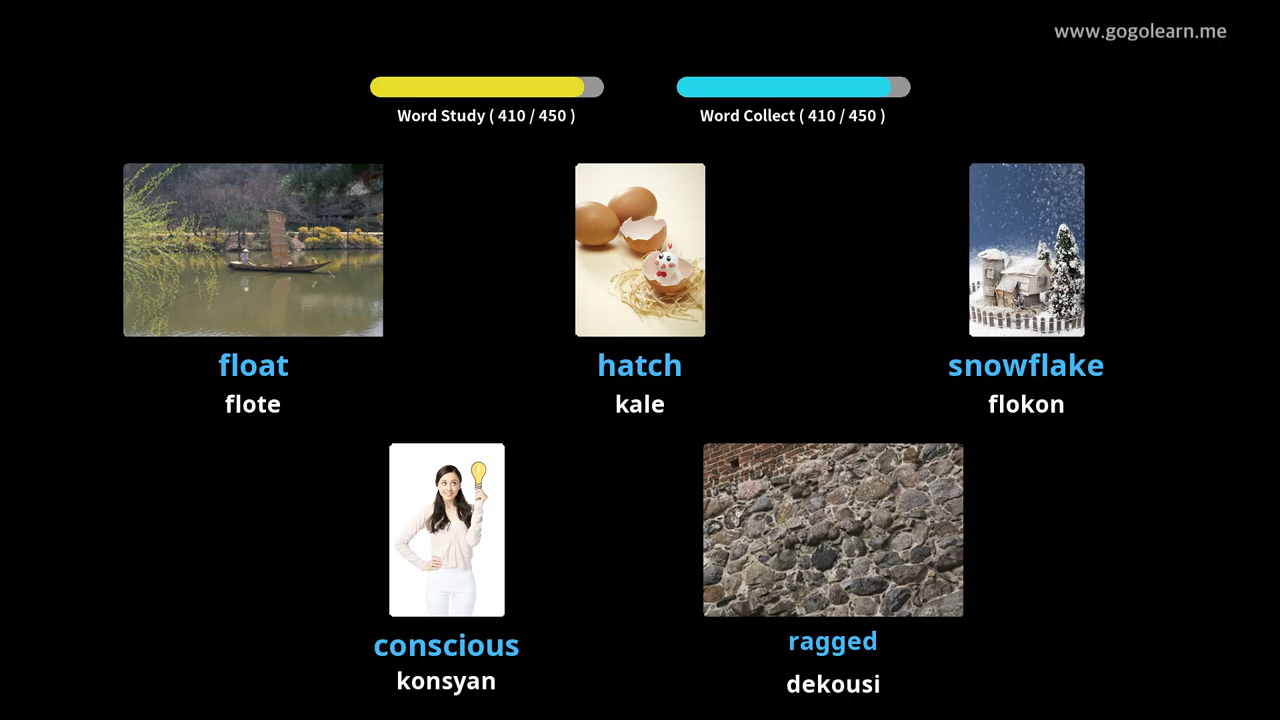 www.gogolearn.me
Word Study ( 410 / 450 )
Word Collect ( 410 / 450 )
float
flote
hatch
kale
snowflake
flokon
conscious
konsyan
ragged
dekousi